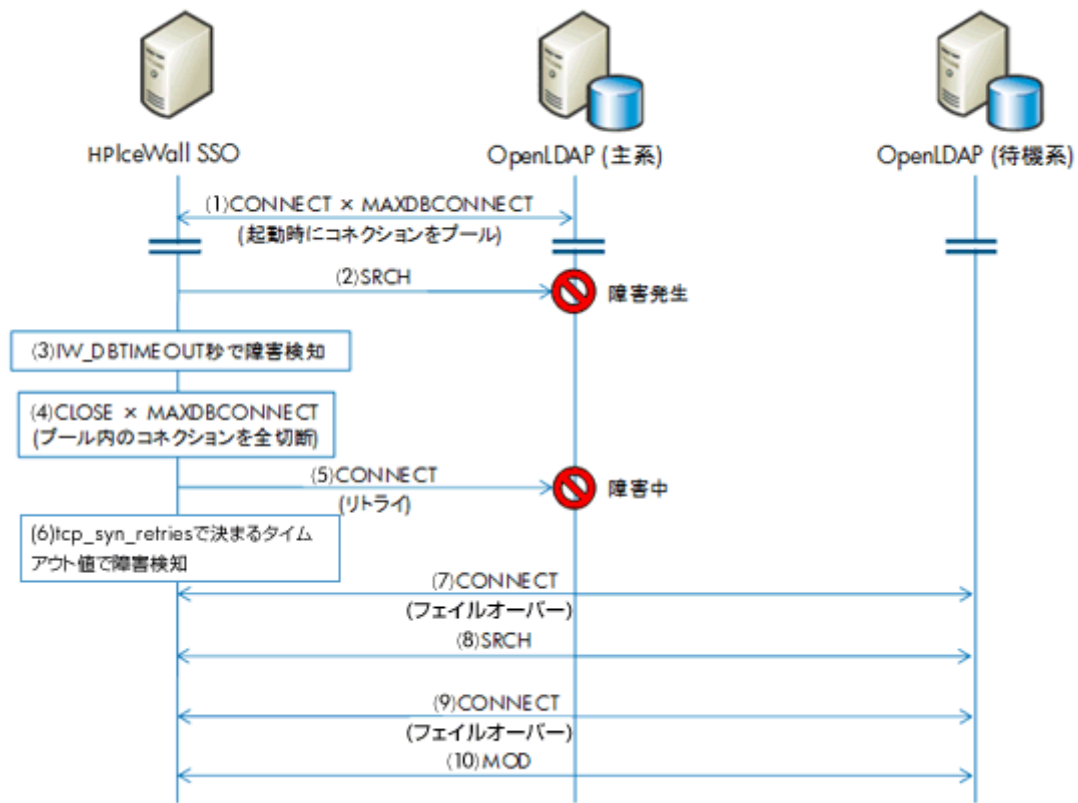 HPIceWall SSO
OpenLDAP (主系)
OpenLDAP (待機系)
(1)CONNECT × MAXDBCONNECT
(起動時にコネクションをプール)
(2)SRCH
障害発生
(3)IW_DBTIMEOUT秒で障害検知
(4)CLOSE × MAXDBCONNECT
(プール内のコネクションを全切断)
(5)CONNECT
(リトライ)
障害中
(6)tcp_syn_retriesで決まるタイム
アウト値で障害検知
(7)CONNECT
(フェイルオーバー)
(8)SRCH
(9)CONNECT
(フェイルオーバー)
(10)MOD